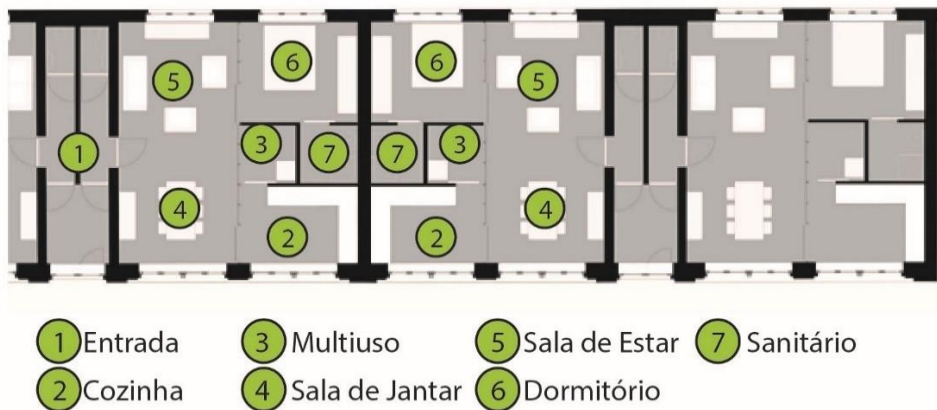 5 6 6 5
1 3 7 7 3
4 4
2 2
1 Entrada 3 Multiuso 5 Sala de Estar 7 Sanitário
2 Cozinha 4 Sala de Jantar 6 Dormitório